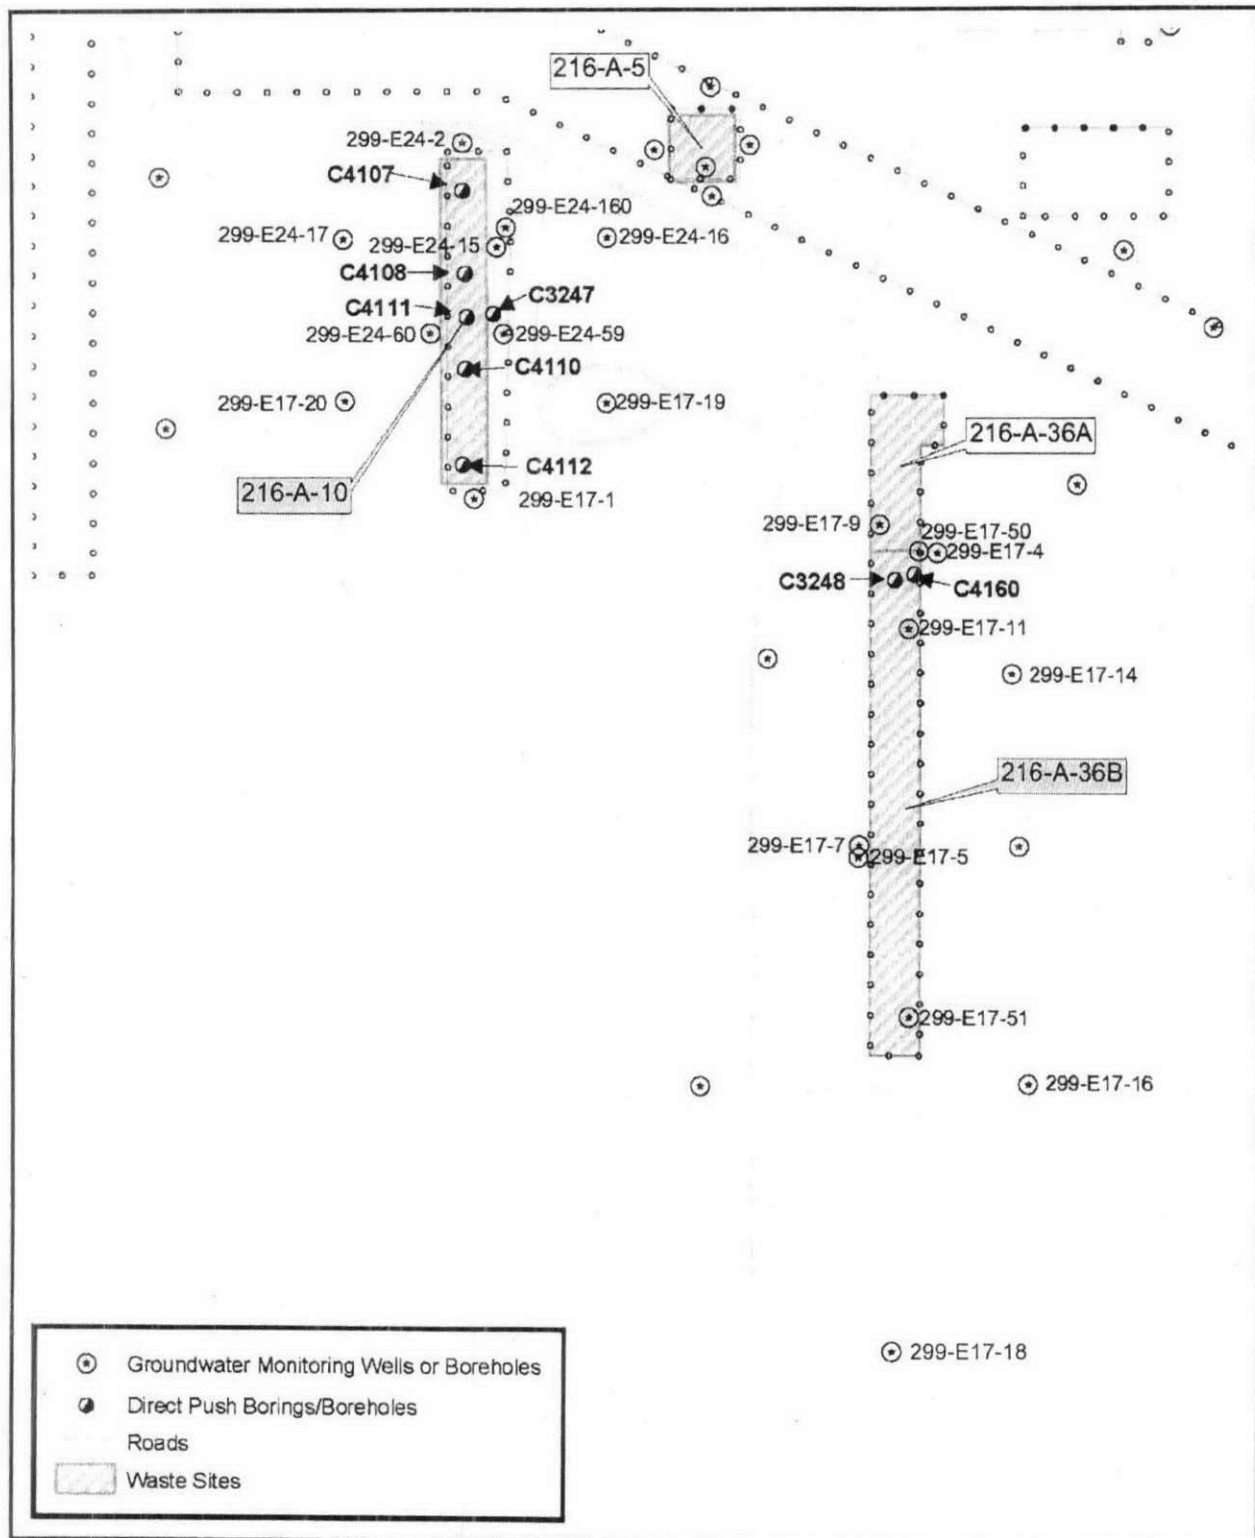 216-A-5
299-E24-2
C4107
299-E24-160
299-E24-17
299-E24-15
299-E24-16
C4108
C3247
C4111
299-E24-60
299-E24-59
C4110
299-E17-20
299-E17-19
216-A-36A
C4112
216-A-10
299-E17-1
299-E17-9
299-E17-50
299-E17-4
C3248
C4160
299-E17-11
299-E17-14
216-A-36B
299-E17-7
299-E17-5
299-E17-51
299-E17-16
299-E17-18
Groundwater Monitoring Wells or Boreholes
Direct Push Borings/Boreholes
Roads
Waste Sites